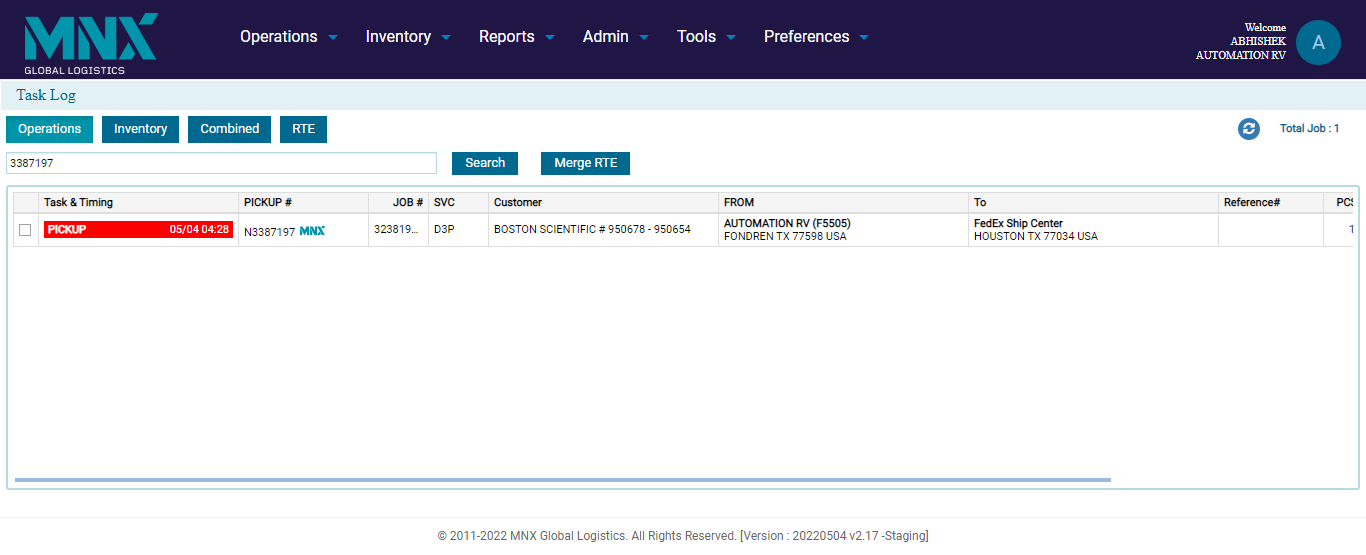 MNX
GLOBAL LOGISTICS
Operations Inventory Reports Admin Tools Preferences
Welcome
ABHISHEK
AUTOMATION RV
A
Task Log
Operations Inventory Combined RTE
Total Job : 1
3387197
Search Merge RTE
Task & Timing PICKUP # JOB # SVC Customer FROM To Reference# PCS
PICKUP 05/04 04:28 N3387197 MNX 323819... D3P BOSTON SCIENTIFIC # 950678 - 950654 AUTOMATION RV (F5505) FedEx Ship Center 1
FONDREN TX 77598 USA HOUSTON TX 77034 USA
© 2011-2022 MNX Global Logistics. All Rights Reserved. [Version : 20220504 v2.17 -Staging]